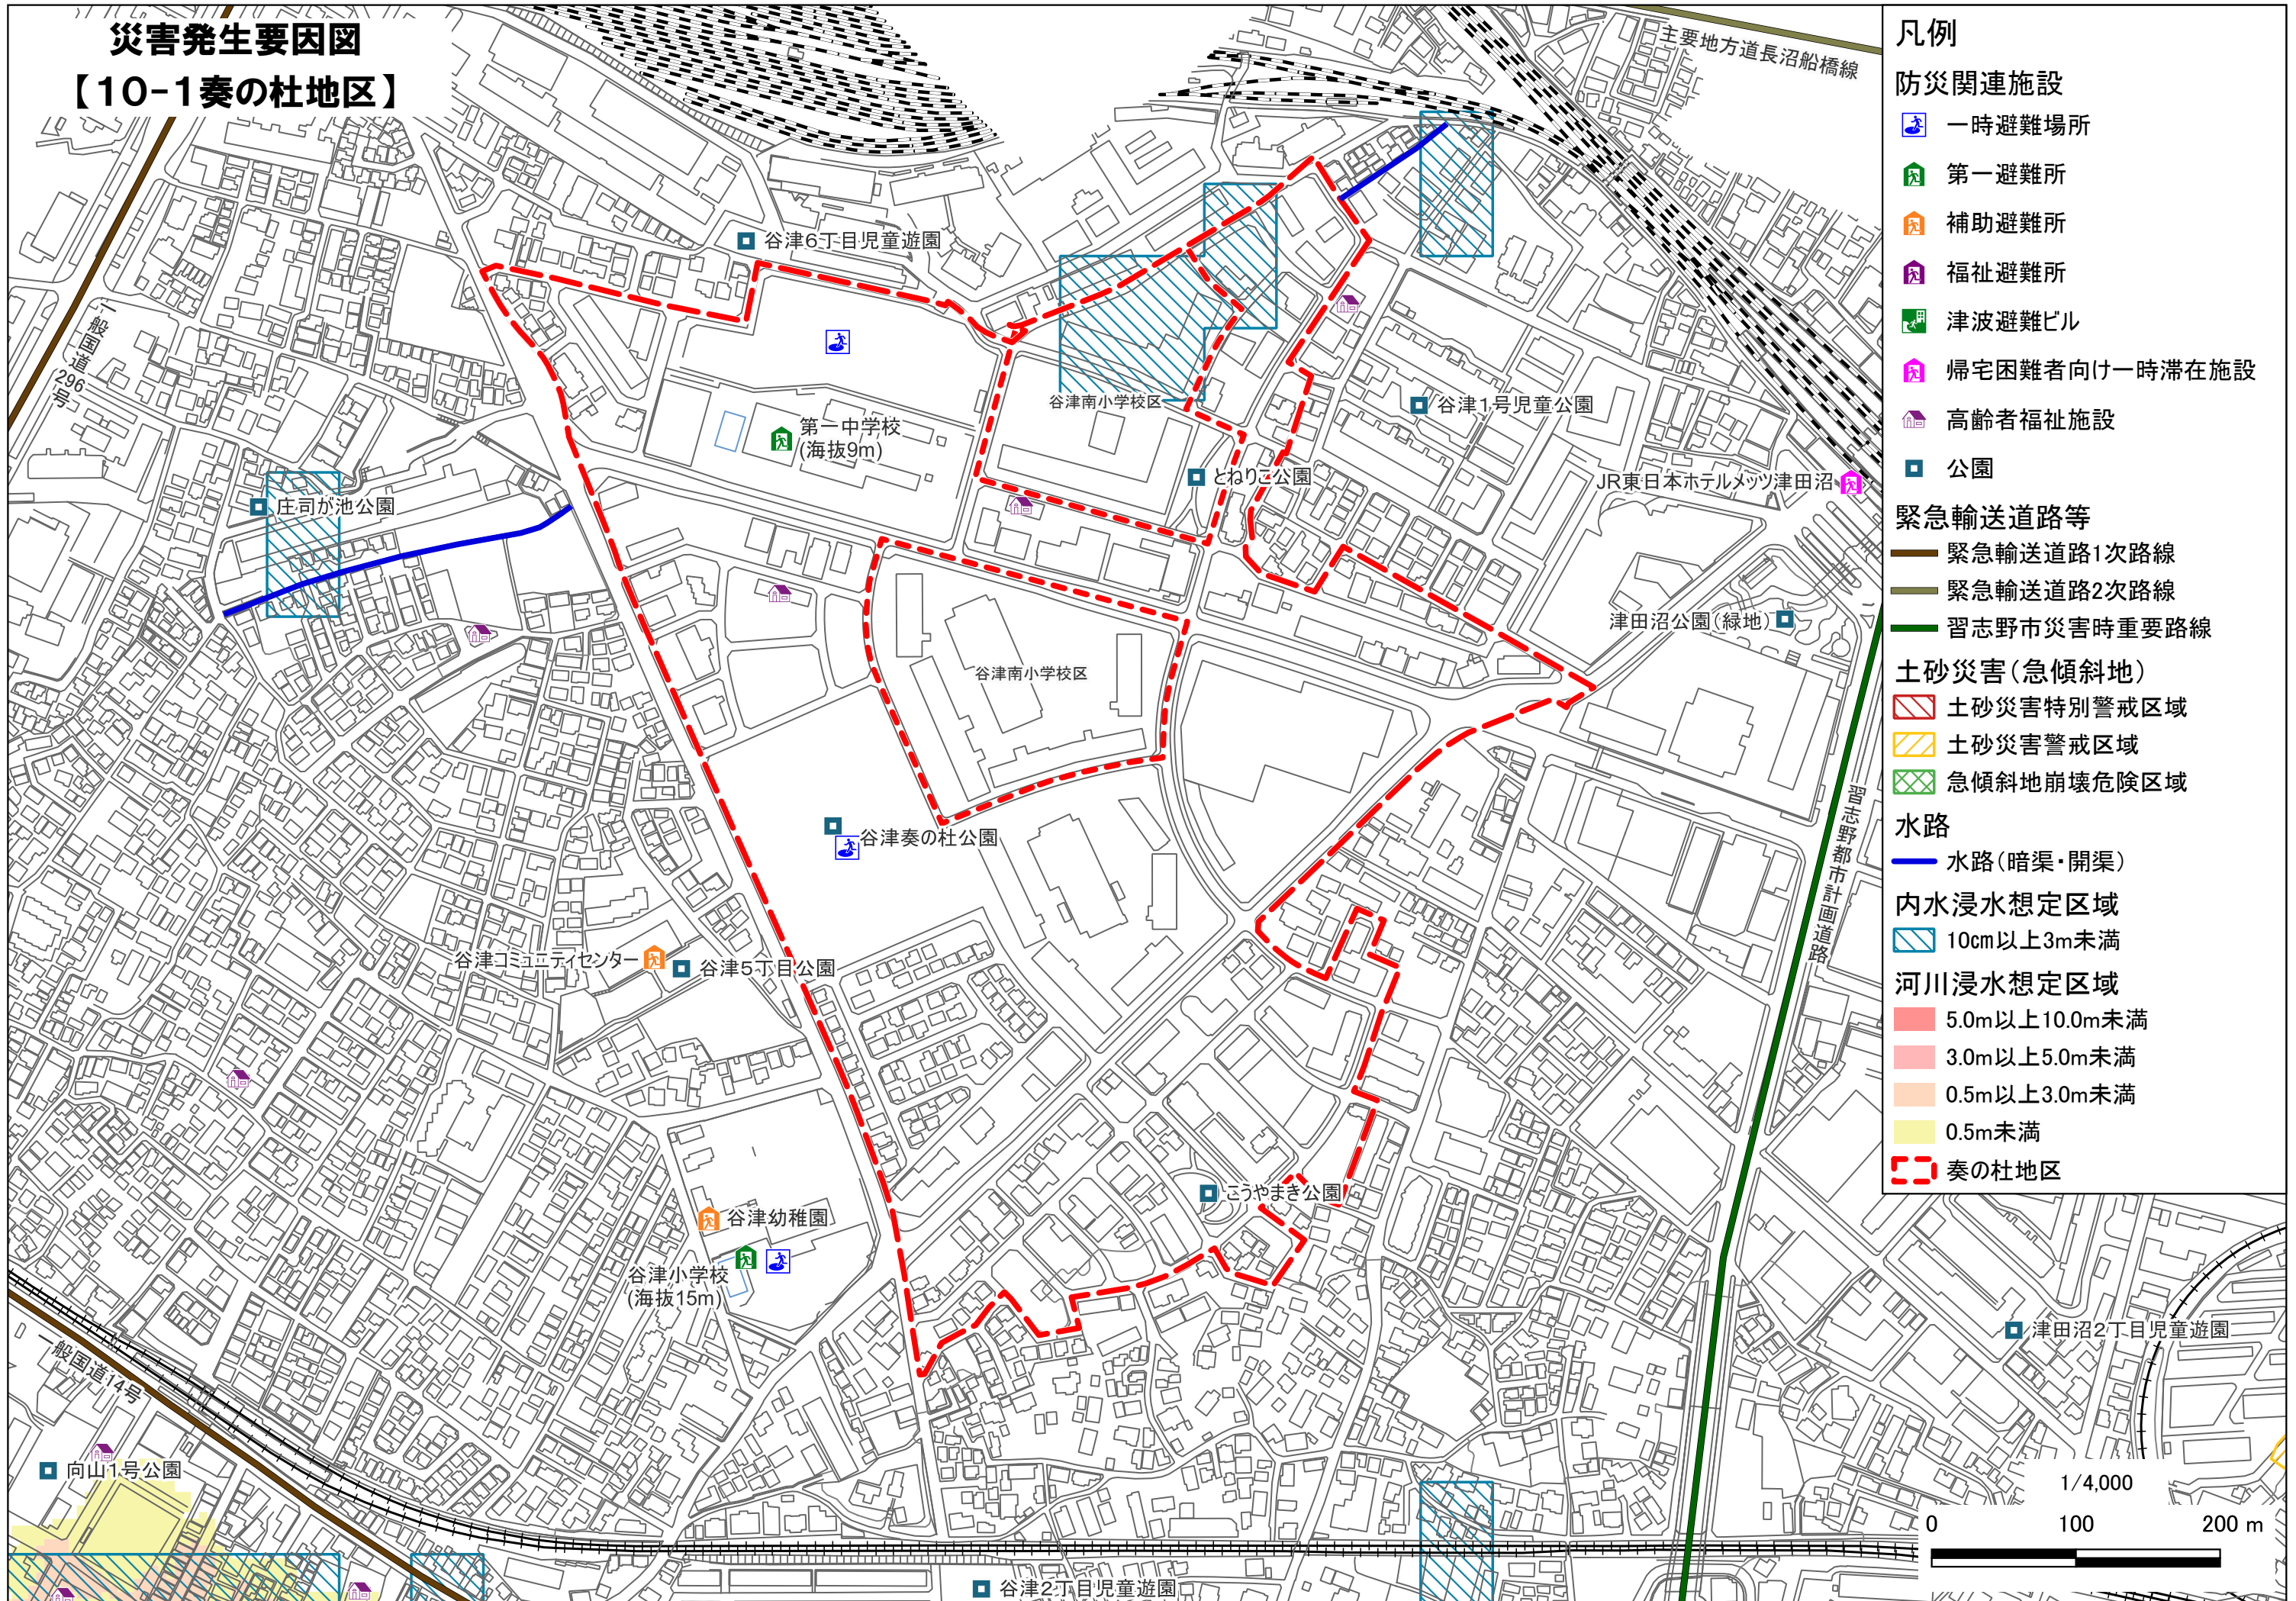 災害発生要因図
【10-1奏の杜地区】
主要地方道長沼船橋線
谷津6丁目児童遊園
一般国道296号
谷津南小学校区
谷津1号児童公園
第一中学校
(海抜9m)
とねりこ公園
JR東日本ホテルメッツ津田沼
庄司が池公園
津田沼公園(緑地)
谷津南小学校区
習志野都市計画道路
谷津奏の杜公園
谷津コミュニティセンター
谷津5丁目公園
こうやまき公園
谷津幼稚園
谷津小学校
(海抜15m)
津田沼2丁目児童遊園
一般国道14号
向山1号公園
谷津2丁目児童遊園
凡例
防災関連施設
一時避難場所
第一避難所
補助避難所
福祉避難所
津波避難ビル
帰宅困難者向け一時滞在施設
高齢者福祉施設
公園
緊急輸送道路等
緊急輸送道路1次路線
緊急輸送道路2次路線
習志野市災害時重要路線
土砂災害(急傾斜地)
土砂災害特別警戒区域
土砂災害警戒区域
急傾斜地崩壊危険区域
水路
水路(暗渠・開渠)
内水浸水想定区域
10cm以上3m未満
河川浸水想定区域
5.0m以上10.0m未満
3.0m以上5.0m未満
0.5m以上3.0m未満
0.5m未満
奏の杜地区
1/4,000
0 100 200 m